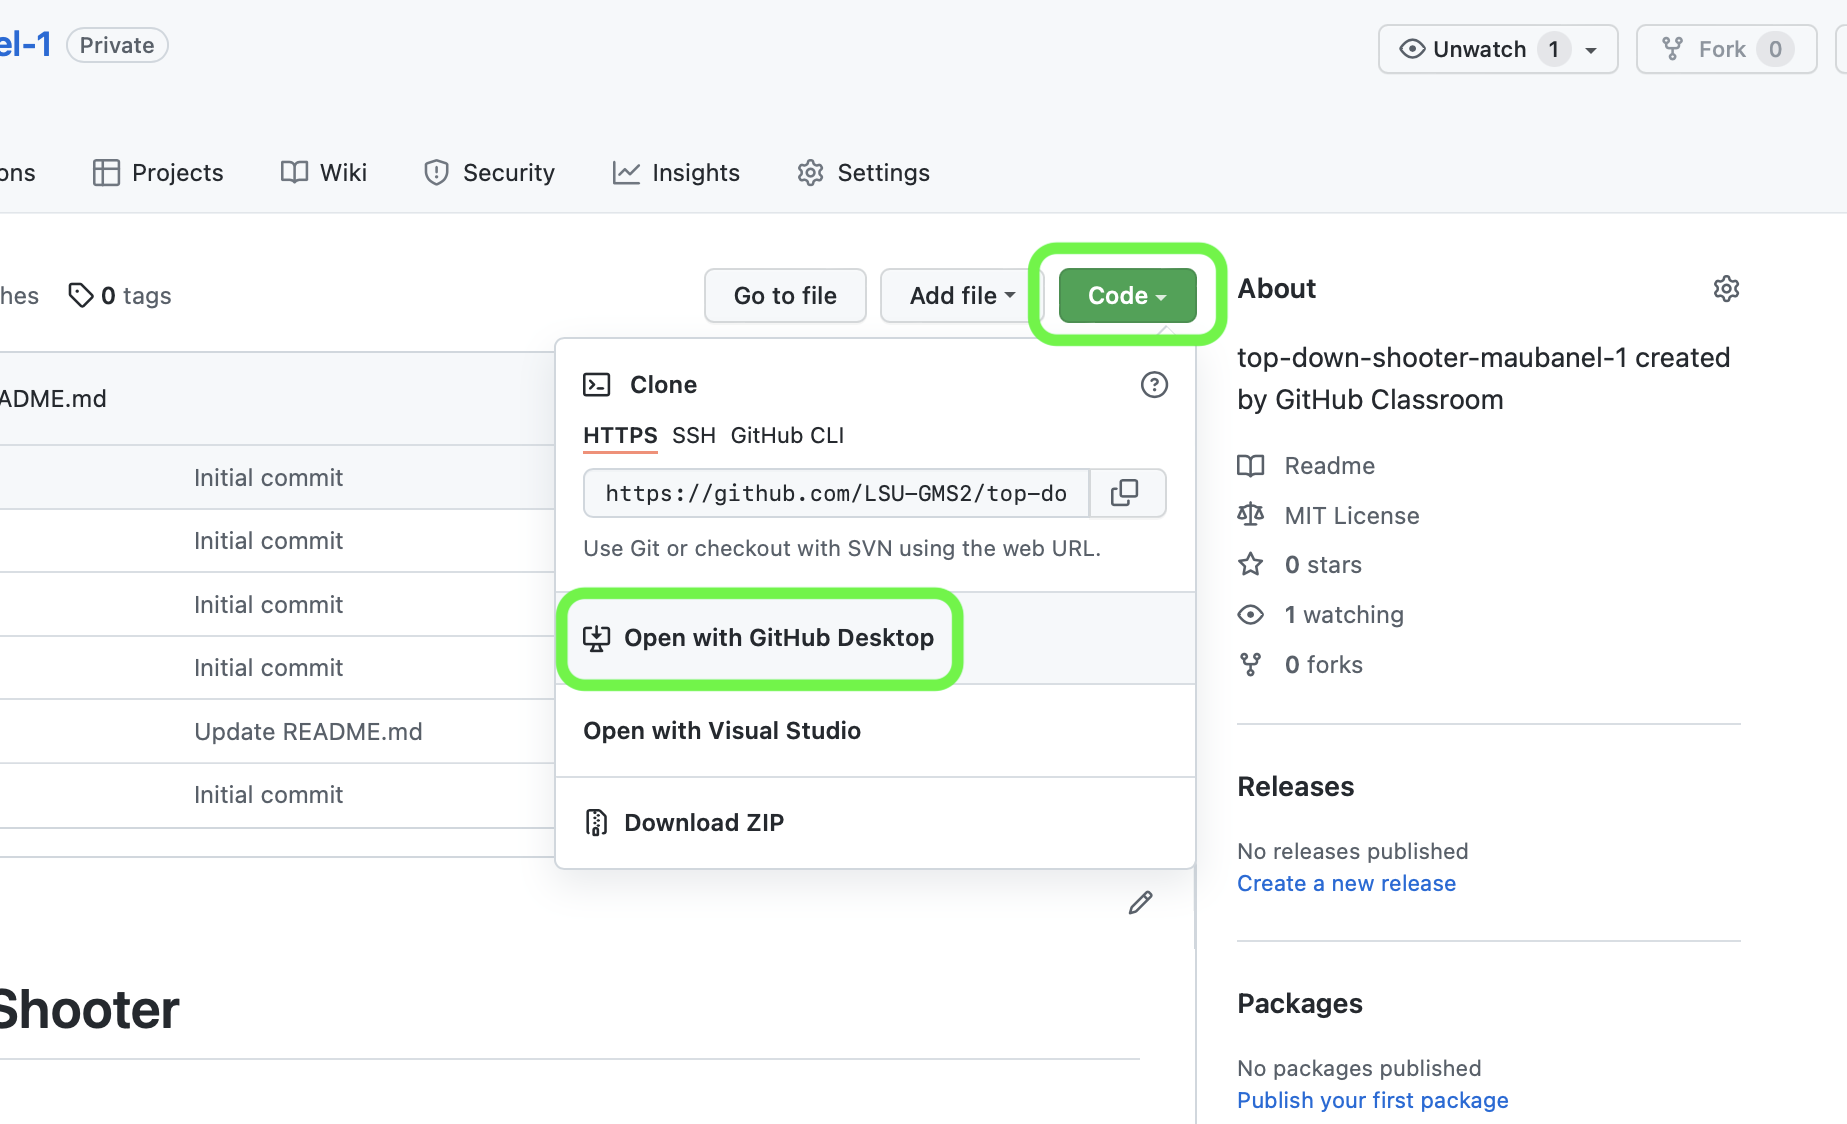 el-1 Private
Unwatch 1
Fork 0
ons
Projects
Wiki
Security
Insights
Settings
hes
0 tags
Go to file
Add file
Code
ADME.md
Initial commit
Initial commit
Initial commit
Initial commit
Update README.md
Initial commit
Clone
HTTPS SSH GitHub CLI
https://github.com/LSU-GMS2/top-do
Use Git or checkout with SVN using the web URL.
Open with GitHub Desktop
Open with Visual Studio
Download ZIP
Shooter
About
top-down-shooter-maubanel-1 created
by GitHub Classroom
Readme
MIT License
0 stars
1 watching
0 forks
Releases
No releases published
Create a new release
Packages
No packages published
Publish your first package